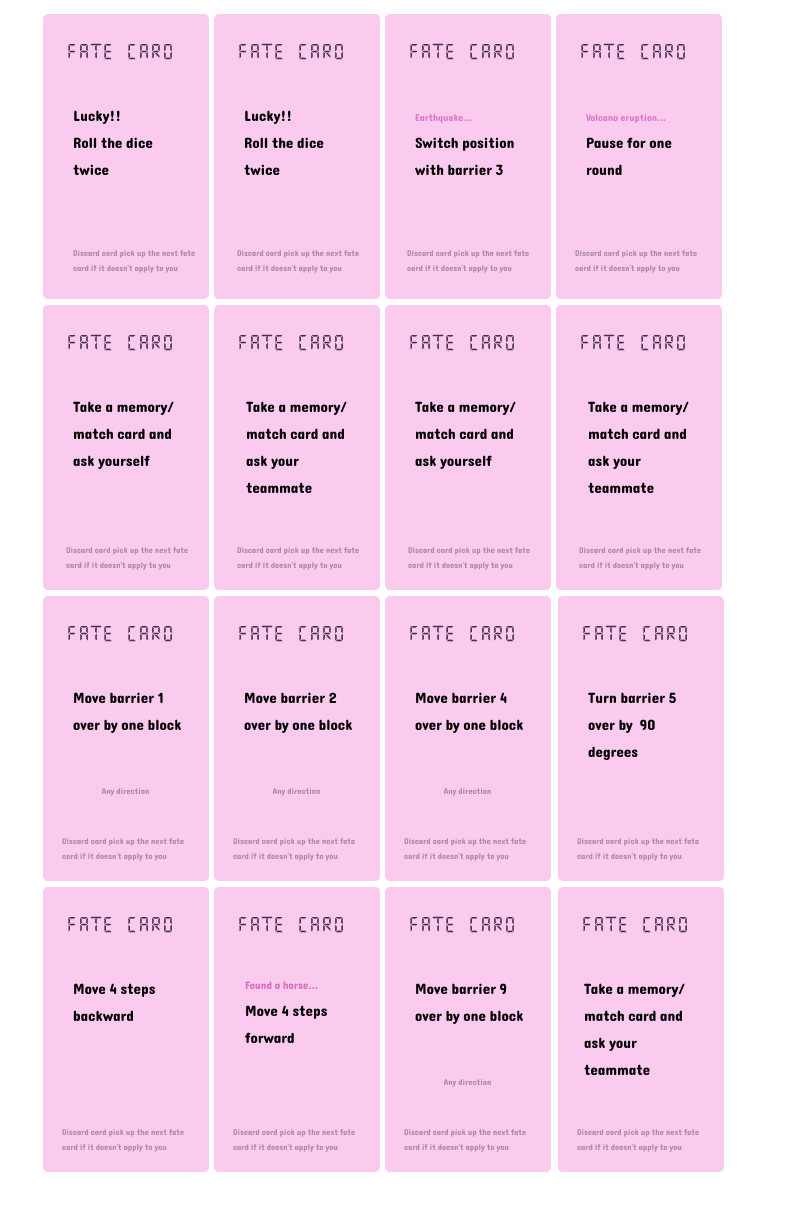 FATE CARD
Lucky!!
Roll the dice
twice
Discard card pick up the next fate
card if it doesn't apply to you
FATE CARD
Lucky!!
Roll the dice
twice
Discard card pick up the next fate
card if it doesn't apply to you
FATE CARD
Earthquake...
Switch position
with barrier 3
Discard card pick up the next fate
card if it doesn't apply to you
FATE CARD
Volcano eruption...
Pause for one
round
Discard card pick up the next fate
card if it doesn't apply to you
FATE CARD
Take a memory/
match card and
ask yourself
Discard card pick up the next fate
card if it doesn't apply to you
FATE CARD
Take a memory/
match card and
ask your
teammate
Discard card pick up the next fate
card if it doesn't apply to you
FATE CARD
Take a memory/
match card and
ask yourself
Discard card pick up the next fate
card if it doesn't apply to you
FATE CARD
Take a memory/
match card and
ask your
teammate
Discard card pick up the next fate
card if it doesn't apply to you
FATE CARD
Move barrier 1
over by one block
Any direction
Discard card pick up the next fate
card if it doesn't apply to you
FATE CARD
Move barrier 2
over by one block
Any direction
Discard card pick up the next fate
card if it doesn't apply to you
FATE CARD
Move barrier 4
over by one block
Any direction
Discard card pick up the next fate
card if it doesn't apply to you
FATE CARD
Turn barrier 5
over by 90
degrees
Discard card pick up the next fate
card if it doesn't apply to you
FATE CARD
Move 4 steps
backward
Discard card pick up the next fate
card if it doesn't apply to you
FATE CARD
Found a horse...
Move 4 steps
forward
Discard card pick up the next fate
card if it doesn't apply to you
FATE CARD
Move barrier 9
over by one block
Any direction
Discard card pick up the next fate
card if it doesn't apply to you
FATE CARD
Take a memory/
match card and
ask your
teammate
Discard card pick up the next fate
card if it doesn't apply to you